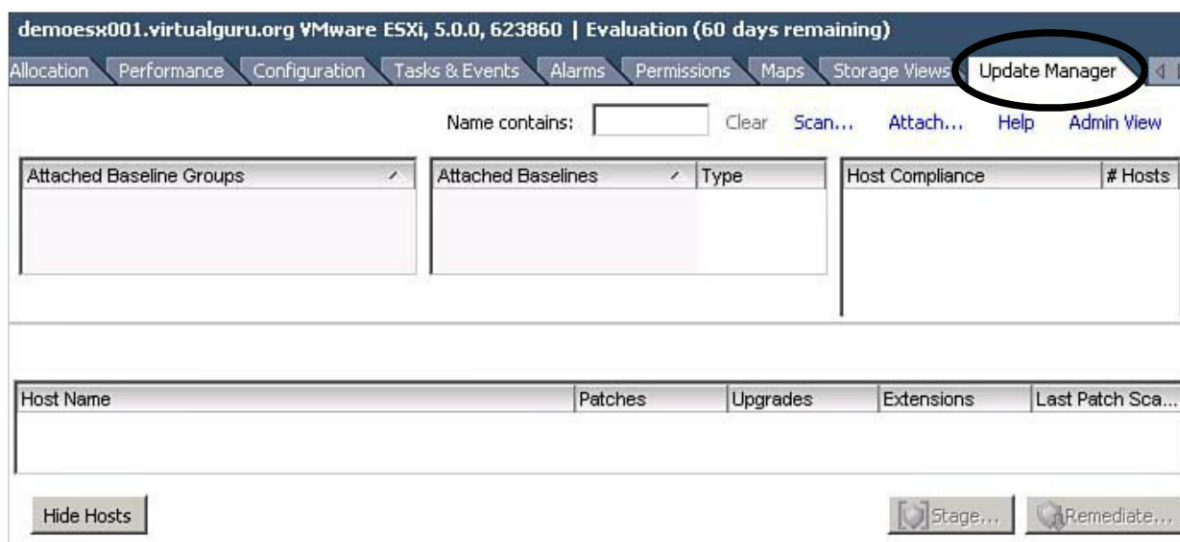 demoesx001.virtualguru.org VMware ESXi, 5.0.0, 623860 | Evaluation (60 days remaining)
Allocation Performance Configuration Tasks & Events Alarms Permissions Maps Storage Views Update Manager
Name contains: Clear Scan... Attach... Help Admin View
Attached Baseline Groups Attached Baselines Type Host Compliance # Hosts
Host Name Patches Upgrades Extensions Last Patch Sca...
Hide Hosts Stage... Remediate...